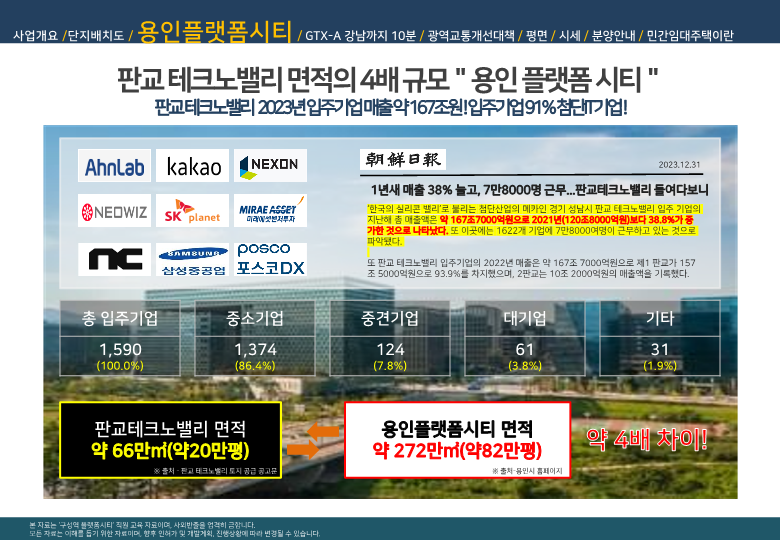 사업개요 /단지배치도 / 용인플랫폼시티 / GTX-A 강남까지 10분 / 광역교통개선대책 / 평면 / 시세 / 분양안내 / 민간임대주택이란
판교 테크노밸리 면적의 4배 규모 " 용인 플랫폼 시티 "
판교 테크노밸리 2023년 입주기업 매출 약 167조원! 입주기업 91% 첨단IT기업!
AhnLab kakao NEXON
NEOWIZ SK planet MIRAE ASSET 미래에셋벤처투자
nc SAMSUNG 삼성중공업 posco 포스코DX
朝鮮日報
2023.12.31
1년새 매출 38% 늘고, 7만8000명 근무...판교테크노밸리 들여다보니
'한국의 실리콘 밸리'로 불리는 첨단산업의 메카인 경기 성남시 판교 테크노밸리 입주 기업의
지난해 총 매출액은 약 167조7000억원으로 2021년(120조8000억원)보다 38.8%가 증
가한 것으로 나타났다. 또 이곳에는 1622개 기업에 7만8000여명이 근무하고 있는 것으로
파악됐다.
또 판교 테크노밸리 입주기업의 2022년 매출은 약 167조 7000억원으로 제1 판교가 157
조 5000억원으로 93.9%를 차지했으며, 2판교는 10조 2000억원의 매출액을 기록했다.
총 입주기업 중소기업 중견기업 대기업 기타
1,590 1,374 124 61 31
(100.0%) (86.4%) (7.8%) (3.8%) (1.9%)
판교테크노밸리 면적
약 66만㎡(약20만평)
※ 출처 - 판교 테크노밸리 토지 공급 공고문
용인플랫폼시티 면적
약 272만㎡(약82만평)
※ 출처-용인시 홈페이지
약 4배 차이!
본 자료는 '구성역 플랫폼시티' 직원 교육 자료이며, 사외반출을 엄격히 금합니다.
모든 자료는 이해를 돕기 위한 자료이며, 향후 인허가 및 개발계획, 진행상황에 따라 변경될 수 있습니다.